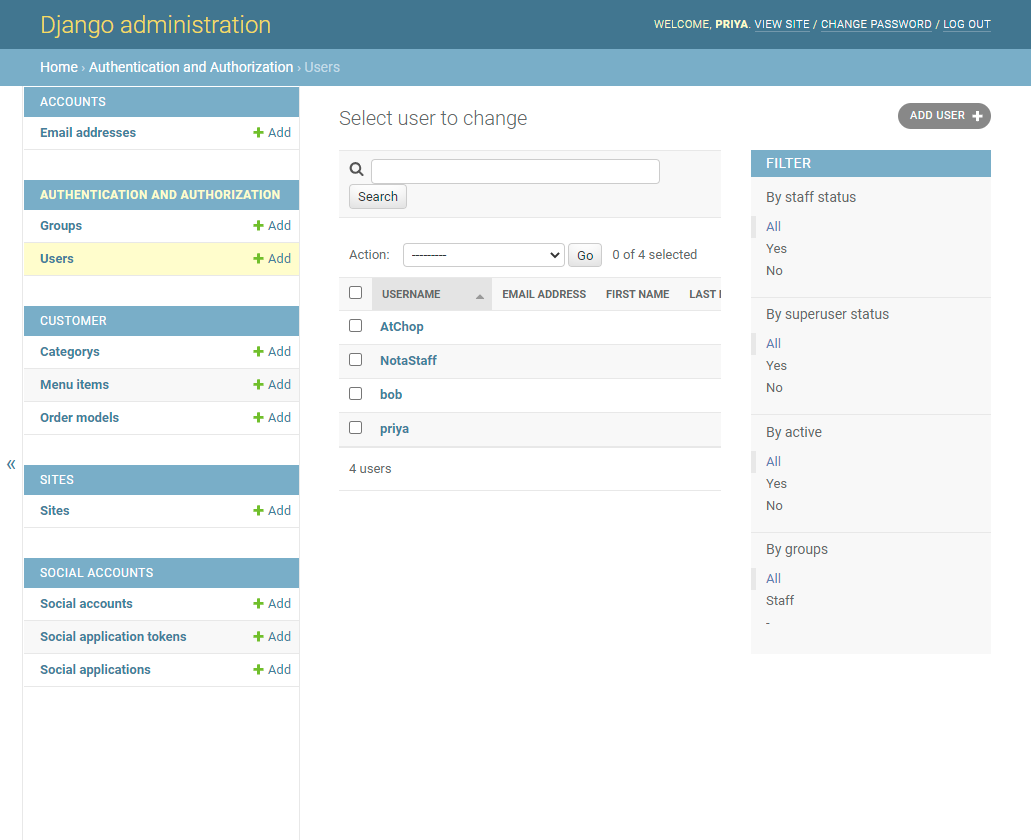 Django administration
WELCOME, PRIYA. VIEW SITE / CHANGE PASSWORD / LOG OUT
Home › Authentication and Authorization › Users
ACCOUNTS
Email addresses + Add
AUTHENTICATION AND AUTHORIZATION
Groups + Add
Users + Add
CUSTOMER
Categorys + Add
Menu items + Add
Order models + Add
SITES
Sites + Add
SOCIAL ACCOUNTS
Social accounts + Add
Social application tokens + Add
Social applications + Add
«
Select user to change
ADD USER +
Search
Action: --------- Go 0 of 4 selected
USERNAME EMAIL ADDRESS FIRST NAME LAST
AtChop
NotaStaff
bob
priya
4 users
FILTER
By staff status
All
Yes
No
By superuser status
All
Yes
No
By active
All
Yes
No
By groups
All
Staff
-